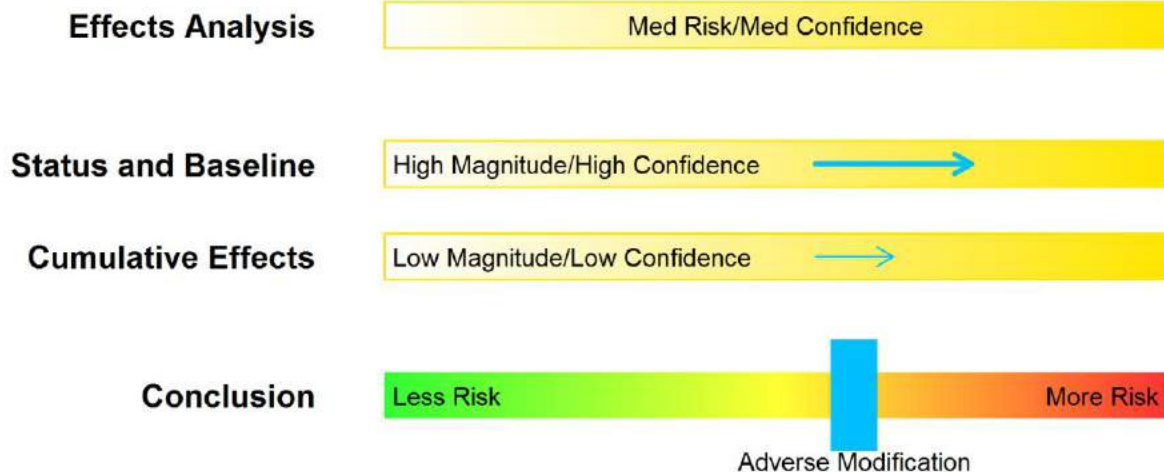 Effects Analysis Med Risk/Med Confidence
Status and Baseline High Magnitude/High Confidence
Cumulative Effects Low Magnitude/Low Confidence
Conclusion Less Risk More Risk
Adverse Modification